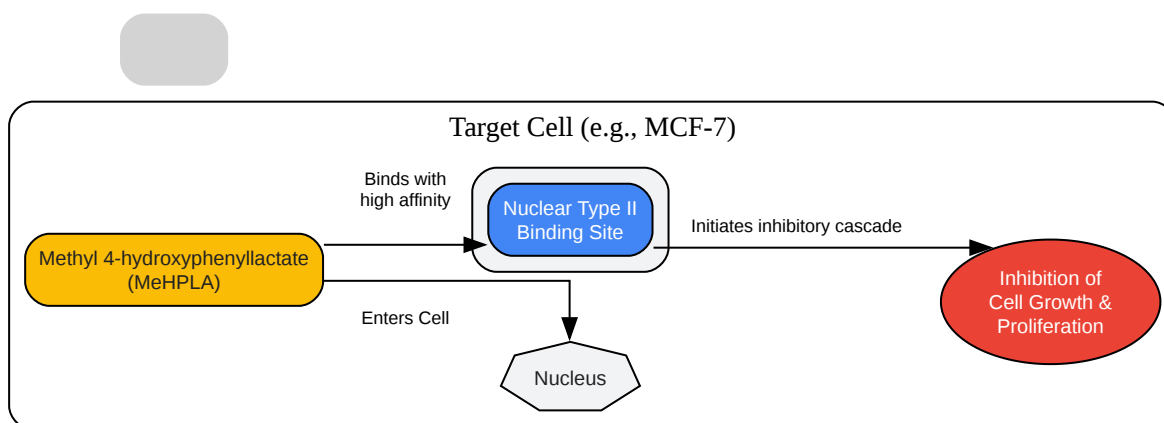 Target Cell (e.g., MCF-7)
Binds with
high affinity
Nuclear Type II
Binding Site
Initiates inhibitory cascade
Methyl 4-hydroxyphenyllactate
(MeHPLA)
Inhibition of
Cell Growth &
Proliferation
Enters Cell
Nucleus